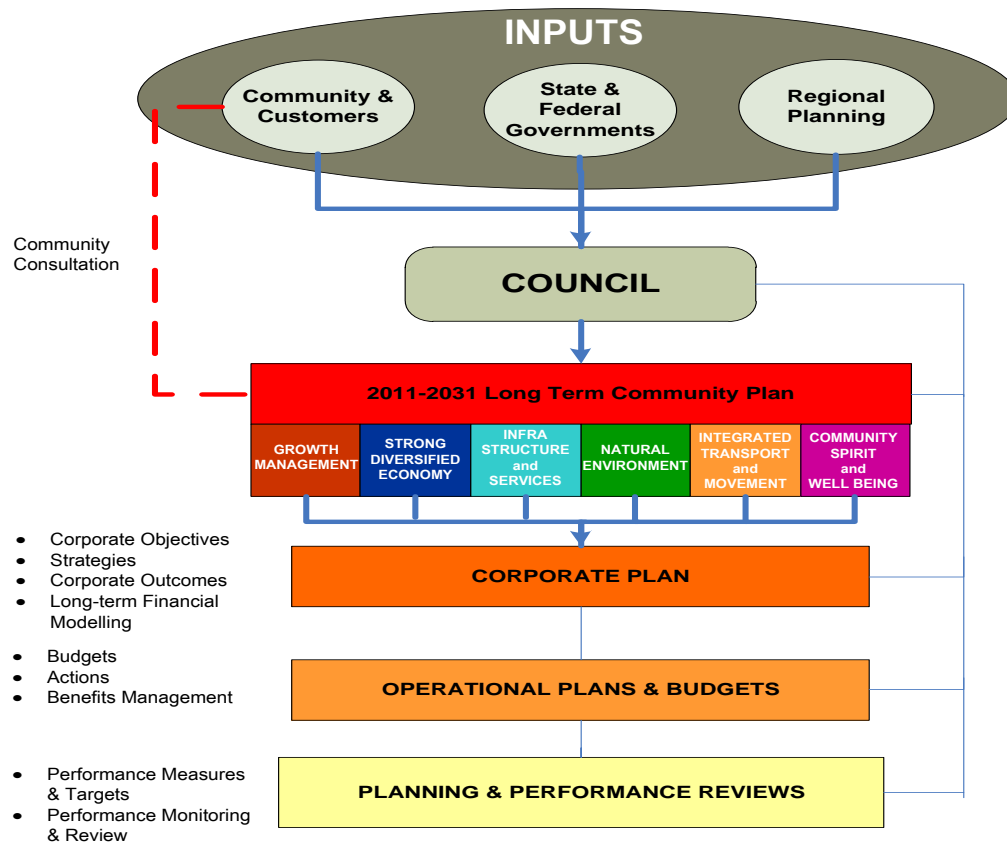 INPUTS
Community &
Customers
State &
Federal
Governments
Regional
Planning
Community
Consultation
COUNCIL
2011-2031 Long Term Community Plan
GROWTH
MANAGEMENT
STRONG
DIVERSIFIED
ECONOMY
INFRA
STRUCTURE
and
SERVICES
NATURAL
ENVIRONMENT
INTEGRATED
TRANSPORT
and
MOVEMENT
COMMUNITY
SPIRIT
and
WELL BEING
• Corporate Objectives
• Strategies
• Corporate Outcomes
• Long-term Financial
Modelling
CORPORATE PLAN
• Budgets
• Actions
• Benefits Management
OPERATIONAL PLANS & BUDGETS
• Performance Measures
& Targets
• Performance Monitoring
& Review
PLANNING & PERFORMANCE REVIEWS